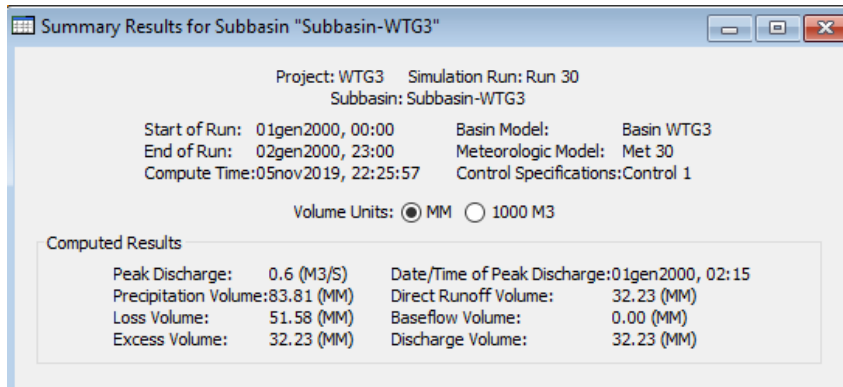 Summary Results for Subbasin "Subbasin-WTG3"
Project: WTG3 Simulation Run: Run 30
Subbasin: Subbasin-WTG3
Start of Run: 01gen2000, 00:00 Basin Model: Basin WTG3
End of Run: 02gen2000, 23:00 Meteorologic Model: Met 30
Compute Time:05nov2019, 22:25:57 Control Specifications:Control 1
Volume Units: MM 1000 M3
Computed Results
Peak Discharge: 0.6 (M3/S) Date/Time of Peak Discharge:01gen2000, 02:15
Precipitation Volume:83.81 (MM) Direct Runoff Volume: 32.23 (MM)
Loss Volume: 51.58 (MM) Baseflow Volume: 0.00 (MM)
Excess Volume: 32.23 (MM) Discharge Volume: 32.23 (MM)